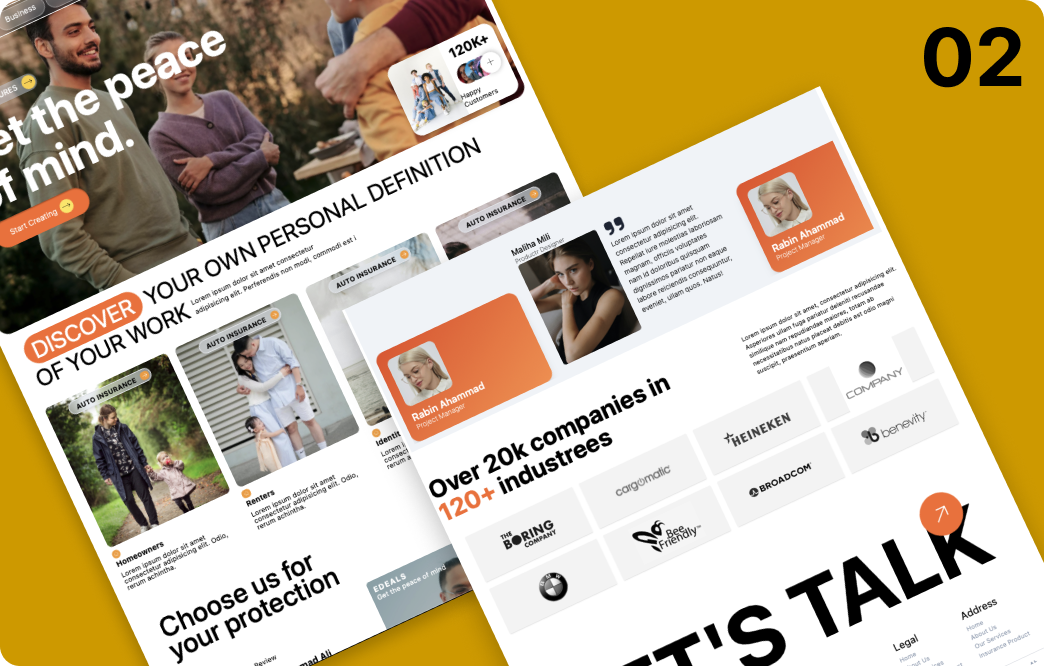 02
Business
120K+
Happy
Customers
URES
et the peace
of mind.
Start Creating
DISCOVER YOUR OWN PERSONAL DEFINITION
OF YOUR WORK
Lorem ipsum dolor sit amet consectetur
adipisicing elit. Perferendis non modi, commodi est i
AUTO INSURANCE
AUTO INSURANCE
AUTO INSURANCE
AUTO INSURANCE
Homeowners
Lorem ipsum dolor sit amet
consectetur adipisicing elit. Odio,
rerum achintha.
Renters
Lorem ipsum dolor sit amet
consectetur adipisicing elit. Odio,
rerum achintha.
Identit
Lorem i
consec
rerum a
Choose us for
your protection
EDEALS
Get the peace of mind
Review
mad Ali
Rabin Ahammad
Project Manager
Maliha Mili
Productr Designer
Lorem ipsum dolor sit amet
consectetur adipisicing elit.
Repellat iure molestias laboriosam
magnam, officiis voluptates
nam id doloribus quisquam
dignissimos pariatur non eaque
labore reiciendis consequuntur,
eveniet, ullam quos. Natus!
Rabin Ahammad
Project Manager
Over 20k companies in
120+ industrees
Lorem ipsum dolor sit amet, consectetur adipisicing elit.
Asperiores ullam fuga pariatur deleniti recusandae
similique nam repudiandae maiores, totam ab
necessitatibus natus placeat debitis est odio magni
suscipit, praesentium aperiam.
THE
BORING
COMPANY
cargomatic
HEINEKEN
COMPANY
BMW
Bee
Friendly™
BROADCOM
benevity
ET'S TALK
Legal
Home
About Us
Address
Home
About Us
Our Services
Insurance Product